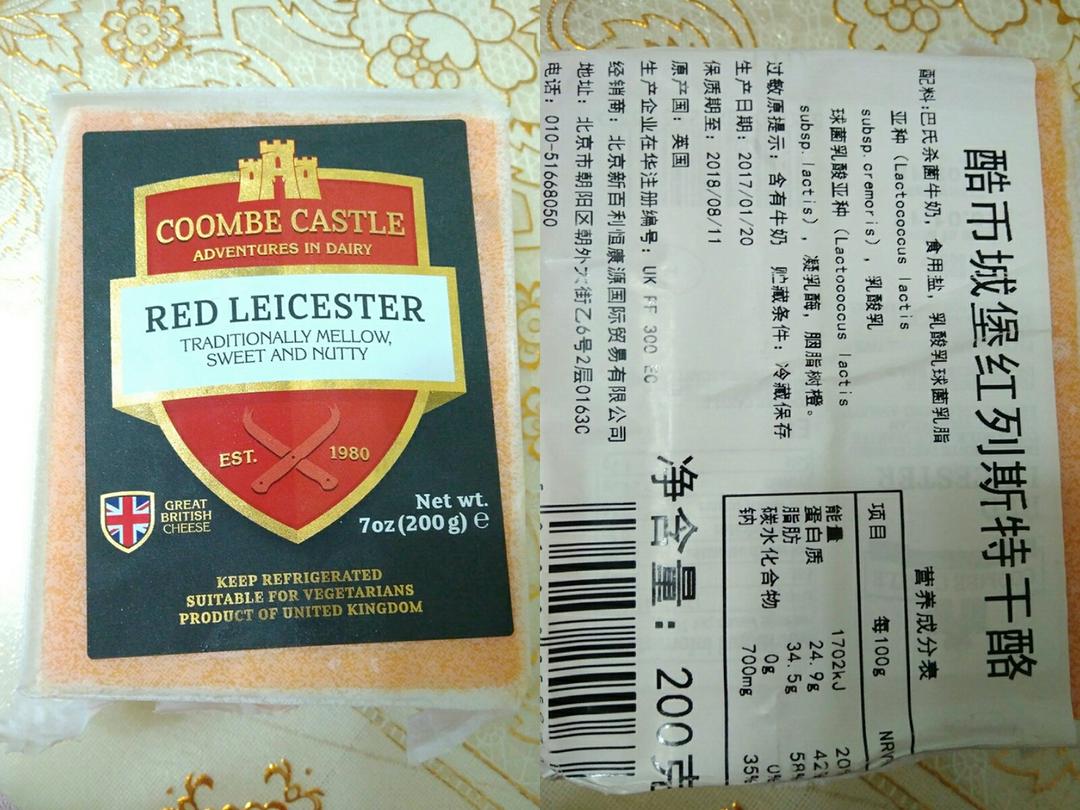 COOMBE CASTLE
ADVENTURES IN DAIRY
RED LEICESTER
TRADITIONALLY MELLOW,
SWEET AND NUTTY
EST. 1980
GREAT
BRITISH
CHEESE
Net wt.
7oz (200g) e
KEEP REFRIGERATED
SUITABLE FOR VEGETARIANS
PRODUCT OF UNITED KINGDOM
酷币城堡红列斯特干酪
配料:巴氏杀菌牛奶, 食用盐, 乳酸乳球菌乳脂
亚种 (Lactococcus lactis
subsp.cremoris), 乳酸乳
球菌乳酸亚种 (Lactococcus lactis
subsp.lactis), 凝乳酶, 胭脂树橙。
过敏原提示: 含有牛奶 贮藏条件: 冷藏保存
生产日期: 2017/01/20
保质期至: 2018/08/11
原产国: 英国
生产企业在华注册编号: UK 300 EC
经销商: 北京新百利恒康源国际贸易有限公司
地址: 北京市朝阳区朝外大街乙6号2层0163C
电话: 010-51668050
营养成分表
项目 每100g NRV
能量 1702kJ 20
蛋白质 24.9g 42
脂肪 34.5g 58%
碳水化合物 0g 0%
钠 700mg 35%
净含量: 200克